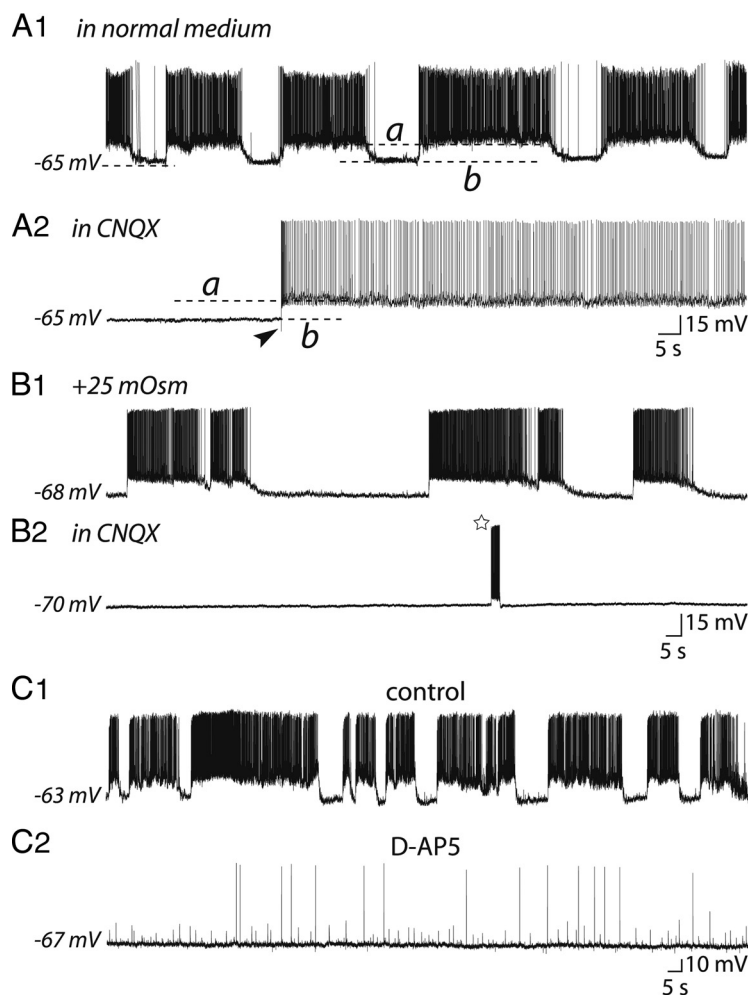 A1 in normal medium
a
-65 mV
b
A2 in CNQX
a
-65 mV
b
15 mV
5 s
B1 +25 mOsm
-68 mV
B2 in CNQX
-70 mV
15 mV
5 s
C1 control
-63 mV
C2 D-AP5
-67 mV
10 mV
5 s